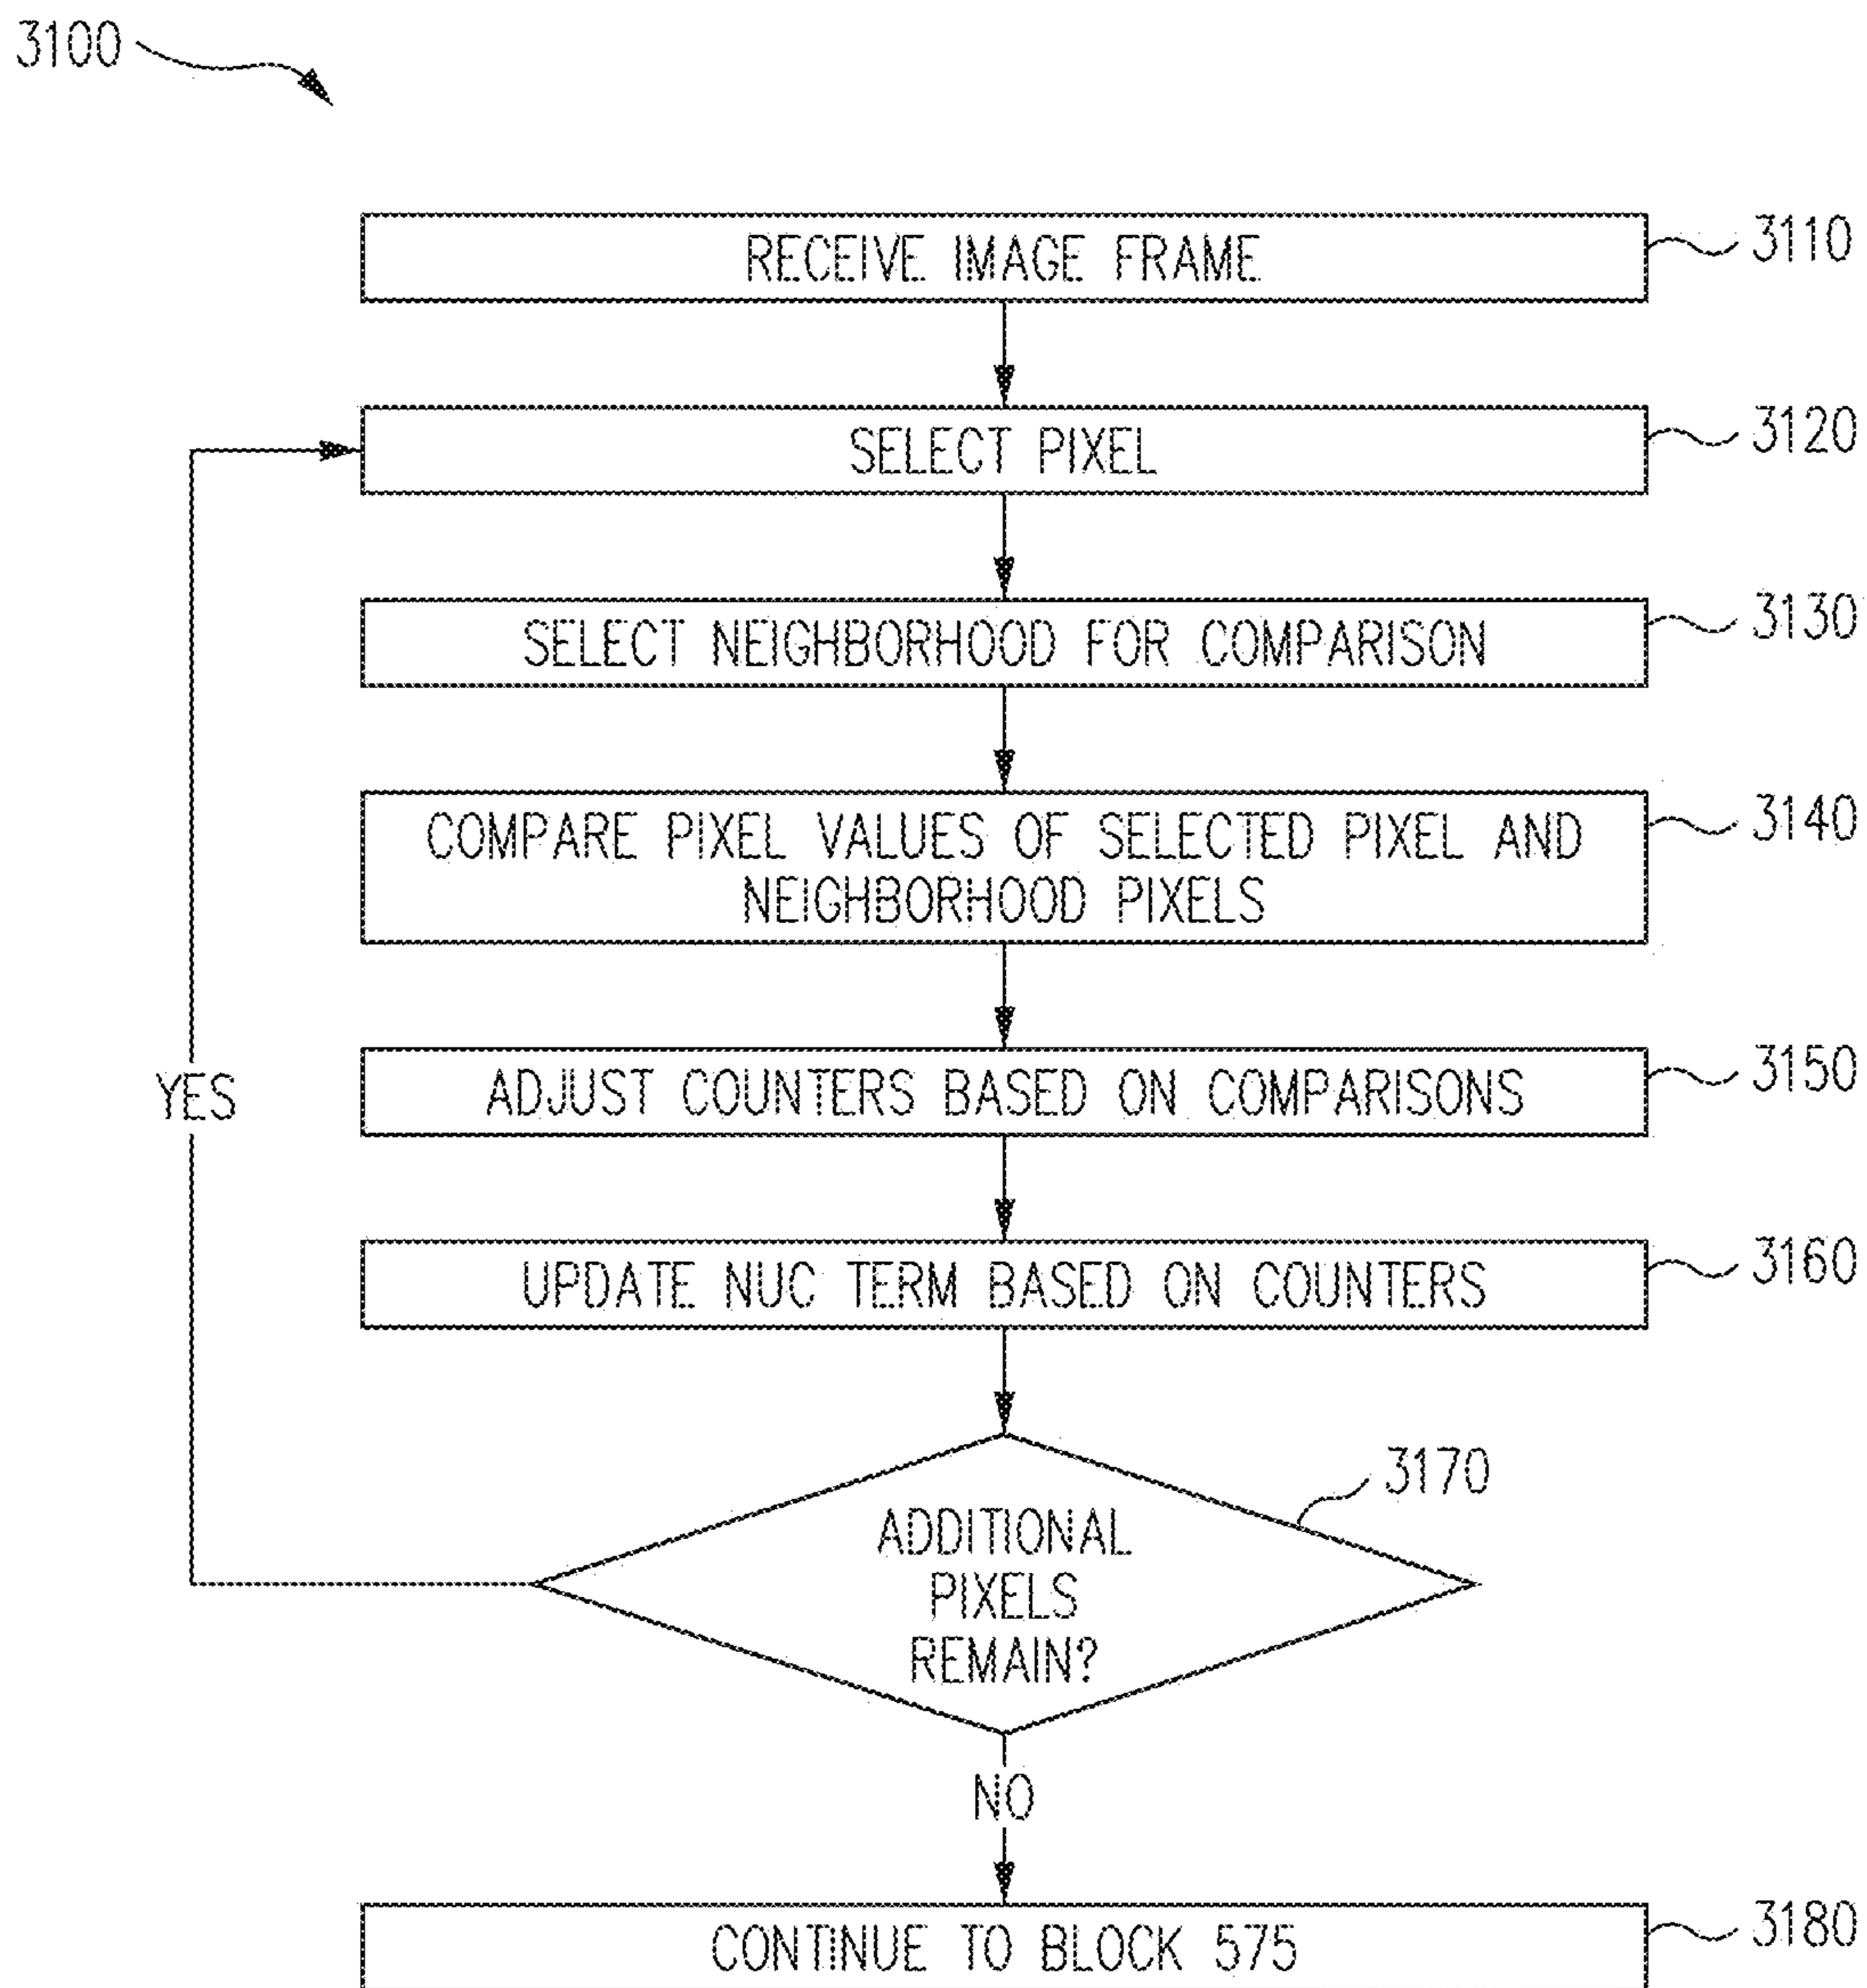 3100
RECEIVE IMAGE FRAME
3110
SELECT PIXEL
3120
SELECT NEIGHBORHOOD FOR COMPARISON
3130
COMPARE PIXEL VALUES OF SELECTED PIXEL AND
NEIGHBORHOOD PIXELS
3140
ADJUST COUNTERS BASED ON COMPARISONS
3150
YES
UPDATE NUC TERM BASED ON COUNTERS
3160
3170
ADDITIONAL
PIXELS
REMAIN?
NO
CONTINUE TO BLOCK 575
3180